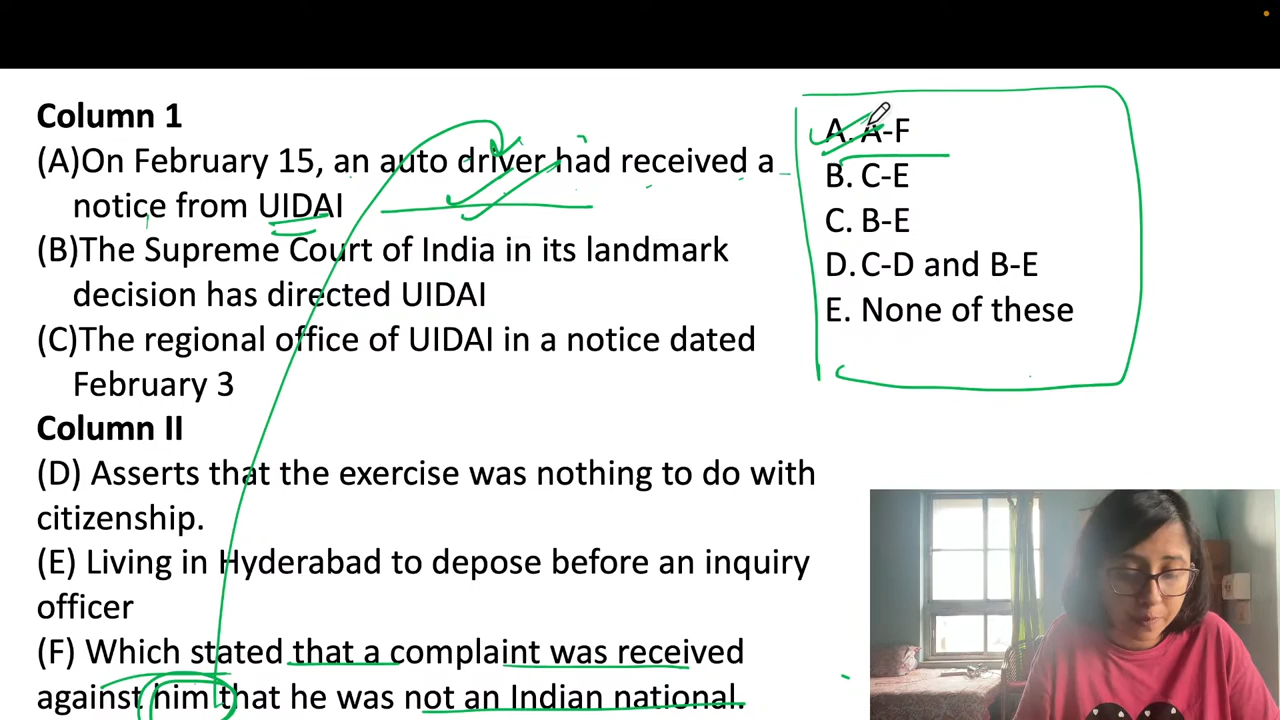 Column 1
(A)On February 15, an auto driver had received a
notice from UIDAI
(B)The Supreme Court of India in its landmark
decision has directed UIDAI
(C)The regional office of UIDAI in a notice dated
February 3
Column II
(D) Asserts that the exercise was nothing to do with
citizenship.
(E) Living in Hyderabad to depose before an inquiry
officer
(F) Which stated that a complaint was received
against him that he was not an Indian national.
A. A-F
B. C-E
C. B-E
D. C-D and B-E
E. None of these